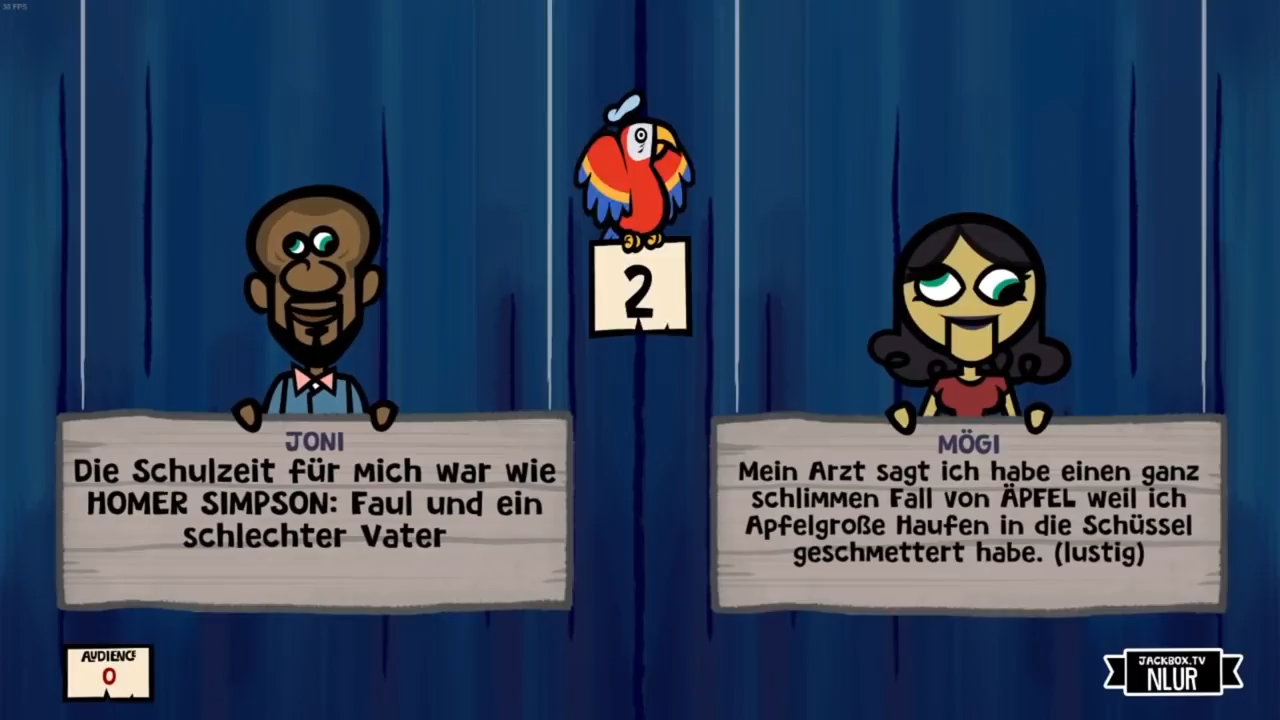 38 FPS
2
JONI
Die Schulzeit für mich war wie
HOMER SIMPSON: Faul und ein
schlechter Vater
MÖGI
Mein Arzt sagt ich habe einen ganz
schlimmen Fall von ÄPFEL weil ich
Apfelgroße Haufen in die Schüssel
geschmettert habe. (lustig)
AUDIENCE
0
JACKBOX.TV
NLUR